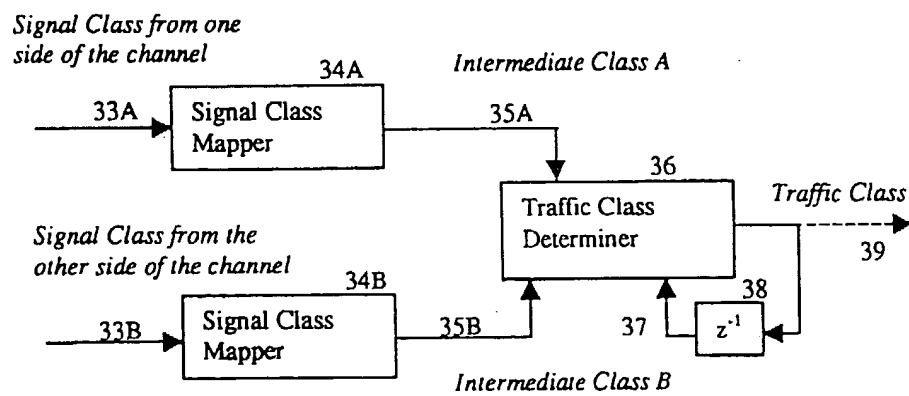 Signal Class from one
side of the channel
34A
Intermediate Class A
33A
Signal Class
Mapper
35A
36
Traffic Class
Determiner
Traffic Class
39
Signal Class from the
other side of the channel
34B
38
33B
Signal Class
Mapper
35B
37
z⁻¹
Intermediate Class B